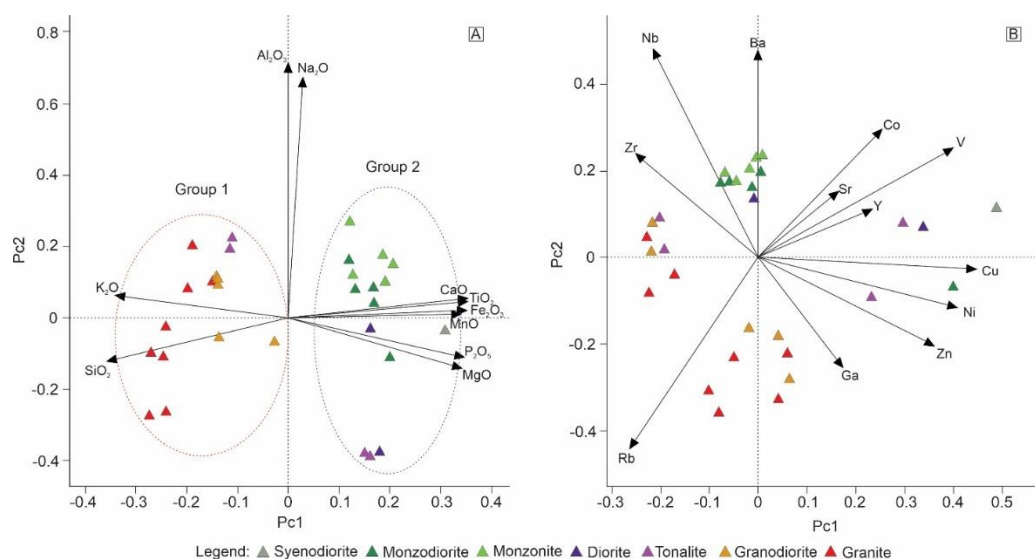 A
0.8
Al₂O₃
Na₂O
0.6
0.4
Group 1
Group 2
0.2
K₂O
CaO
TiO₂
Fe₂O₃
MnO
0
P₂O₅
MgO
SiO₂
-0.2
-0.4
Pc2
-0.4 -0.3 -0.2 -0.1 0 0.1 0.2 0.3 0.4
Pc1
B
Nb
Ba
0.4
Co
V
Zr
0.2
Sr
Y
0
Cu
Ni
Zn
Ga
-0.2
-0.4
Rb
Pc2
-0.3 -0.2 -0.1 0 0.1 0.2 0.3 0.4 0.5
Pc1
Legend: Syenodiorite Monzodiorite Monzonite Diorite Tonalite Granodiorite Granite